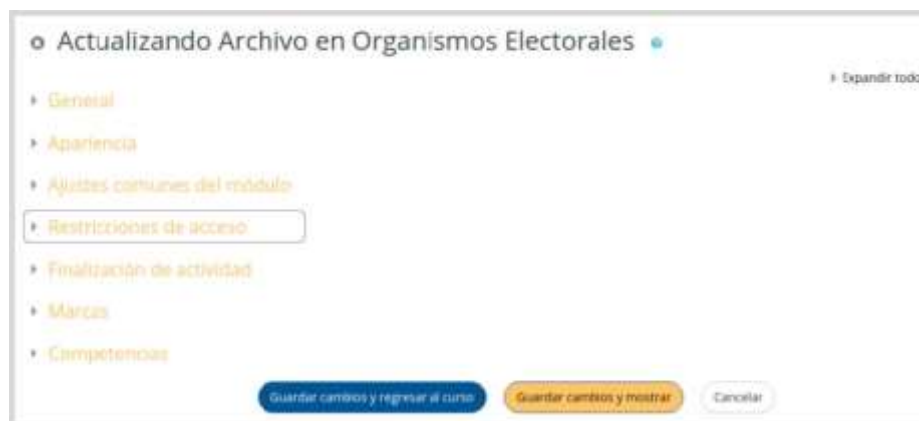 Actualizando Archivo en Organismos Electorales
Expandir todo
General
Apariencia
Ajustes comunes del módulo
Restricciones de acceso
Finalización de actividad
Marcas
Competencias
Guardar cambios y regresar al curso Guardar cambios y mostrar Cancelar